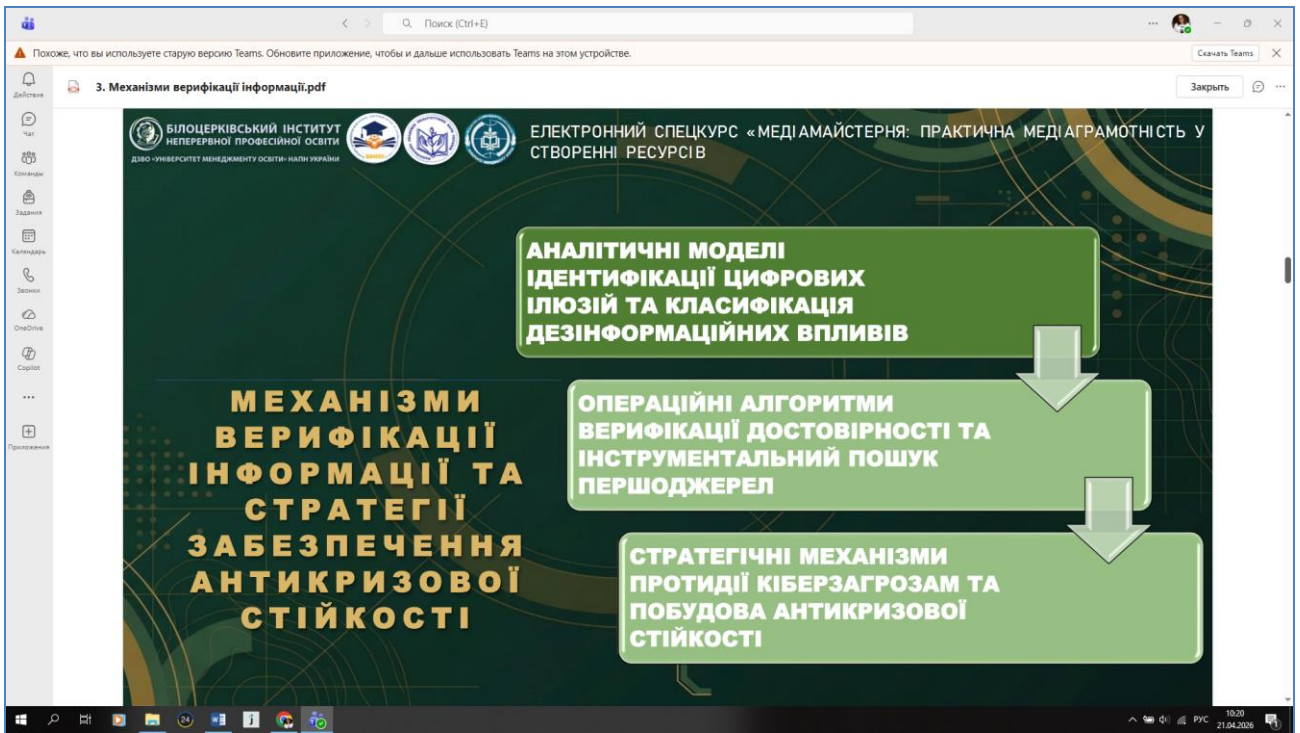 Поиск (Ctrl+E)
Похоже, что вы используете старую версию Teams. Обновите приложение, чтобы и дальше использовать Teams на этом устройстве.
Скачать Teams
Действие
Чат
Команды
Задания
Календарь
Звонки
OneDrive
Copilot
Приложения
3. Механізми верифікації інформації.pdf
Закрыть
БІЛОЦЕРКІВСЬКИЙ ІНСТИТУТ
НЕПЕРЕРВНОЇ ПРОФЕСІЙНОЇ ОСВІТИ
ДЗВО «УНІВЕРСИТЕТ МЕНЕДЖМЕНТУ ОСВІТИ» НАПН УКРАЇНИ
ЕЛЕКТРОННИЙ СПЕЦКУРС «МЕДІАМАЙСТЕРНЯ: ПРАКТИЧНА МЕДІАГРАМОТНІСТЬ У
СТВОРЕННІ РЕСУРСІВ
МЕХАНІЗМИ
ВЕРИФІКАЦІЇ
ІНФОРМАЦІЇ ТА
СТРАТЕГІЇ
ЗАБЕЗПЕЧЕННЯ
АНТИКРИЗОВОЇ
СТІЙКОСТІ
АНАЛІТИЧНІ МОДЕЛІ
ІДЕНТИФІКАЦІЇ ЦИФРОВИХ
ІЛЮЗІЙ ТА КЛАСИФІКАЦІЯ
ДЕЗІНФОРМАЦІЙНИХ ВПЛИВІВ
ОПЕРАЦІЙНІ АЛГОРИТМИ
ВЕРИФІКАЦІЇ ДОСТОВІРНОСТІ ТА
ІНСТРУМЕНТАЛЬНИЙ ПОШУК
ПЕРШОДЖЕРЕЛ
СТРАТЕГІЧНІ МЕХАНІЗМИ
ПРОТИДІЇ КІБЕРЗАГРОЗАМ ТА
ПОБУДОВА АНТИКРИЗОВОЇ
СТІЙКОСТІ
24
РУС
10:20
21.04.2026